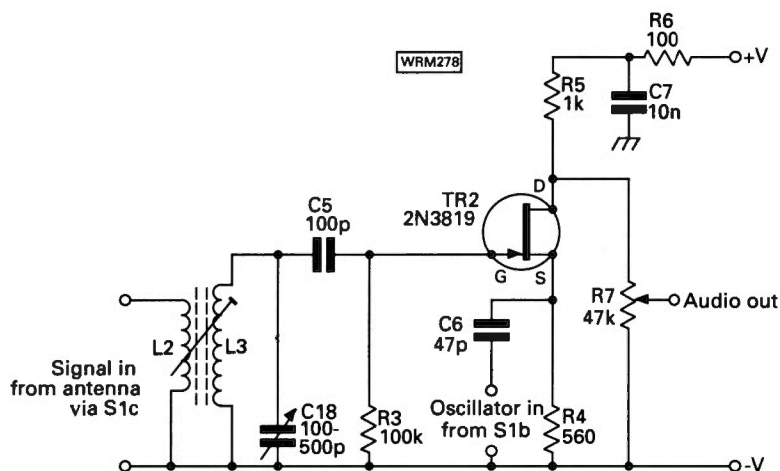 WRM278
R6
100
+V
R5
1k
C7
10n
D
TR2
2N3819
C5
100p
G
S
R7
47k
Audio out
L2
L3
C6
47p
Signal in
from antenna
via S1c
C18
100-
500p
R3
100k
Oscillator in
from S1b
R4
560
-V